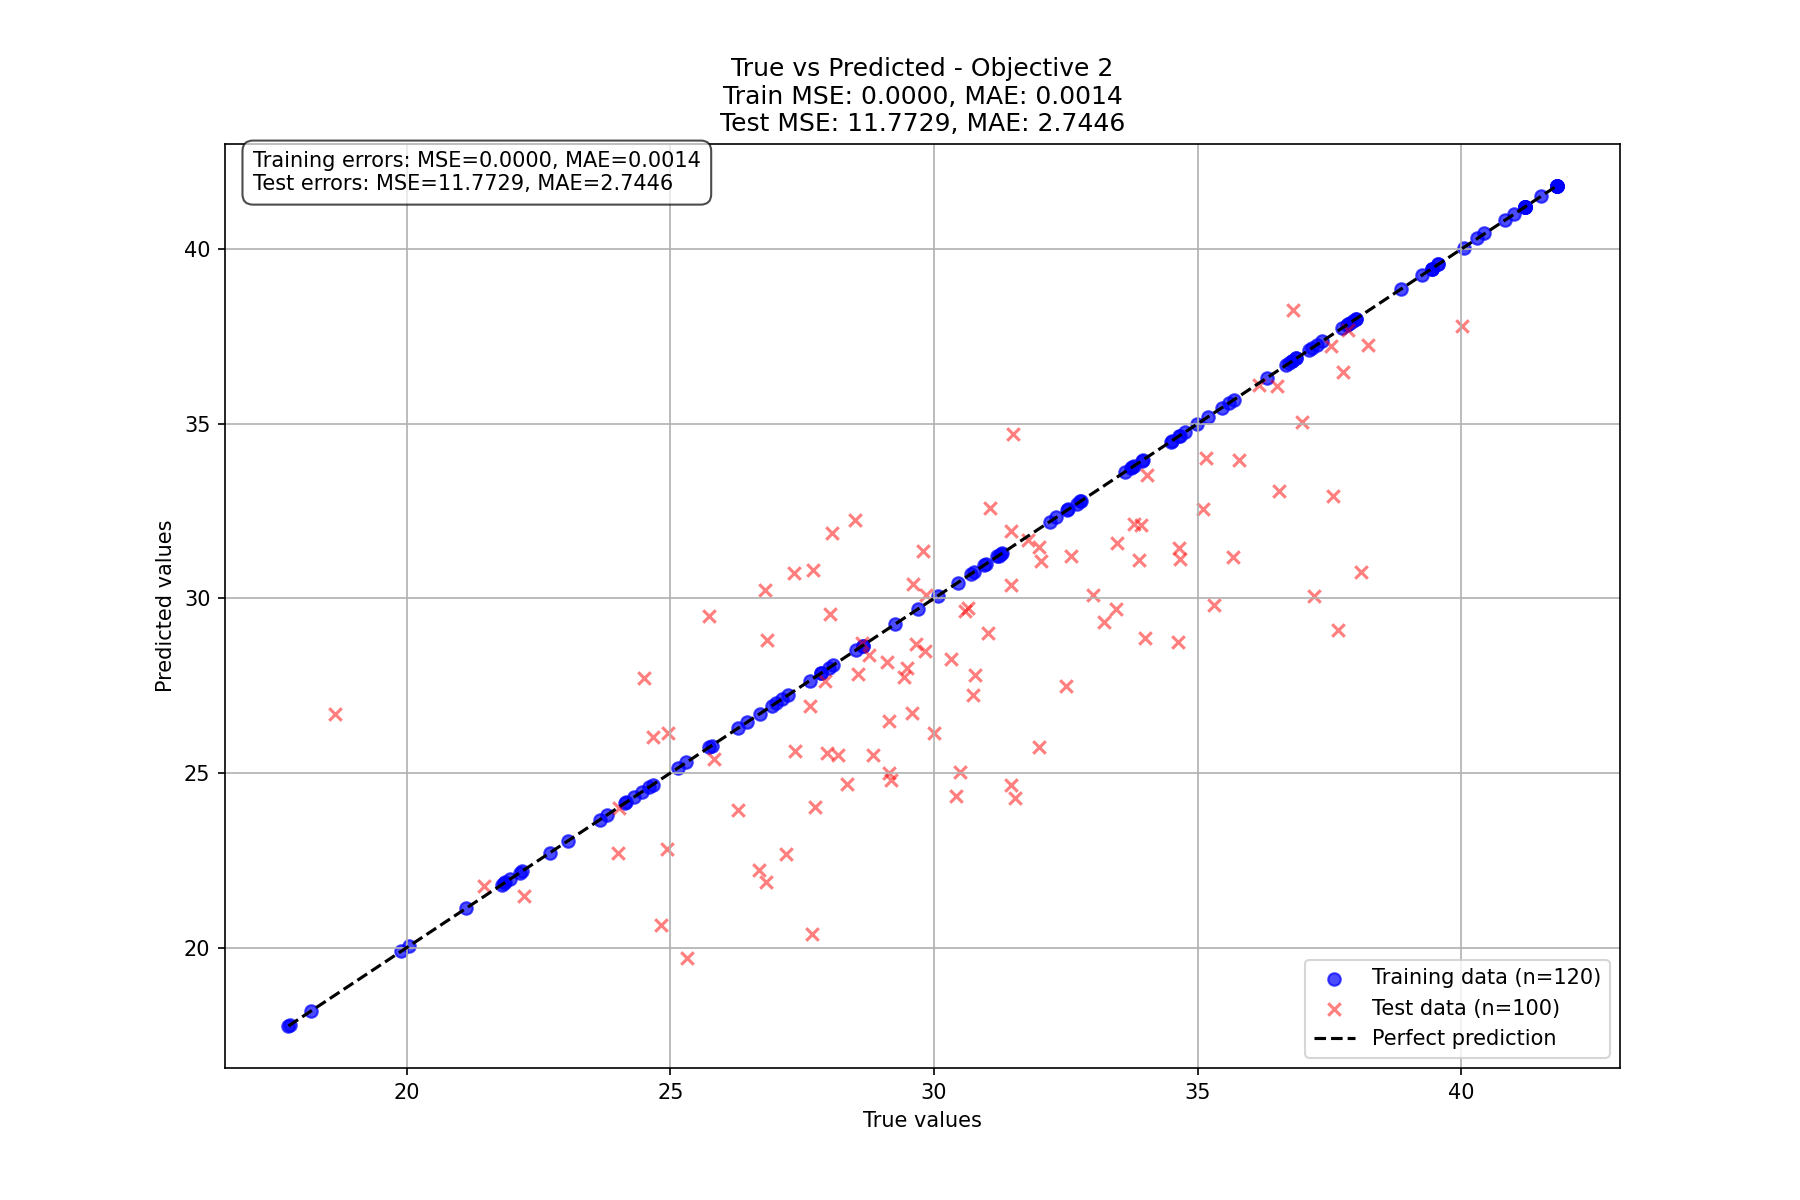 True vs Predicted - Objective 2
Train MSE: 0.0000, MAE: 0.0014
Test MSE: 11.7729, MAE: 2.7446
Training errors: MSE=0.0000, MAE=0.0014
Test errors: MSE=11.7729, MAE=2.7446
Predicted values
40
35
30
25
20
Training data (n=120)
Test data (n=100)
Perfect prediction
20 25 30 35 40
True values